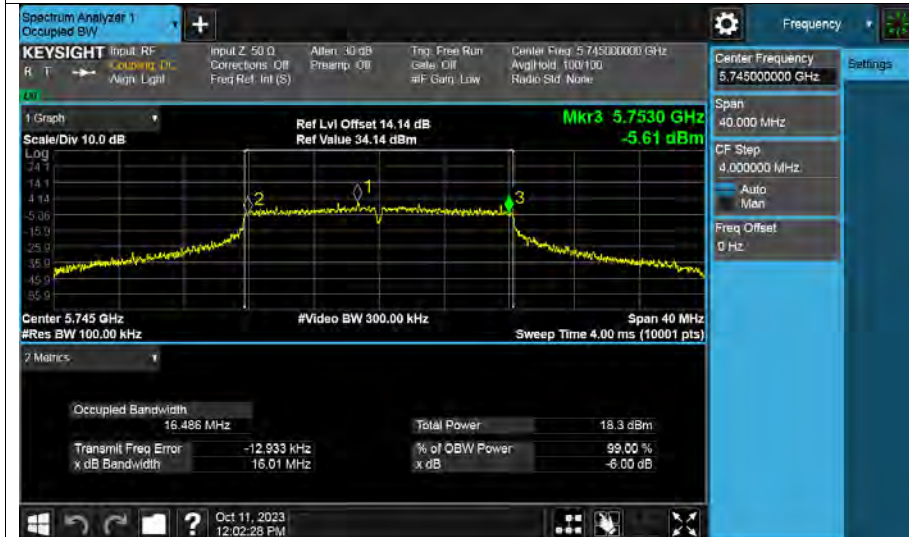 Spectrum Analyzer 1
Occupied BW
+
Frequency
KEYSIGHT Input: RF
R T
Coupling: DC
Align: Light
Input Z: 50 Ω
Corrections: Off
Freq Ref: Int (S)
Atten: 30 dB
Preamp: Off
Trig: Free Run
Gate: Off
#IF Gain: Low
Center Freq: 5.745000000 GHz
Avg|Hold: 100/100
Radio Std: None
Center Frequency
5.745000000 GHz
Settings
Span
40.000 MHz
CF Step
4.000000 MHz
Auto
Man
Freq Offset
0 Hz
1 Graph
Scale/Div 10.0 dB
Ref Lvl Offset 14.14 dB
Ref Value 34.14 dBm
Mkr3 5.7530 GHz
-5.61 dBm
Log
24.1
14.1
4.14
-5.86
-15.9
-25.9
-35.9
-45.9
-55.9
2
1
3
Center 5.745 GHz
#Video BW 300.00 kHz
Span 40 MHz
#Res BW 100.00 kHz
Sweep Time 4.00 ms (10001 pts)
2 Metrics
Occupied Bandwidth
16.486 MHz
Total Power 18.3 dBm
Transmit Freq Error -12.933 kHz
% of OBW Power 99.00 %
x dB Bandwidth 16.01 MHz
x dB -6.00 dB
?
Oct 11, 2023
12:02:28 PM